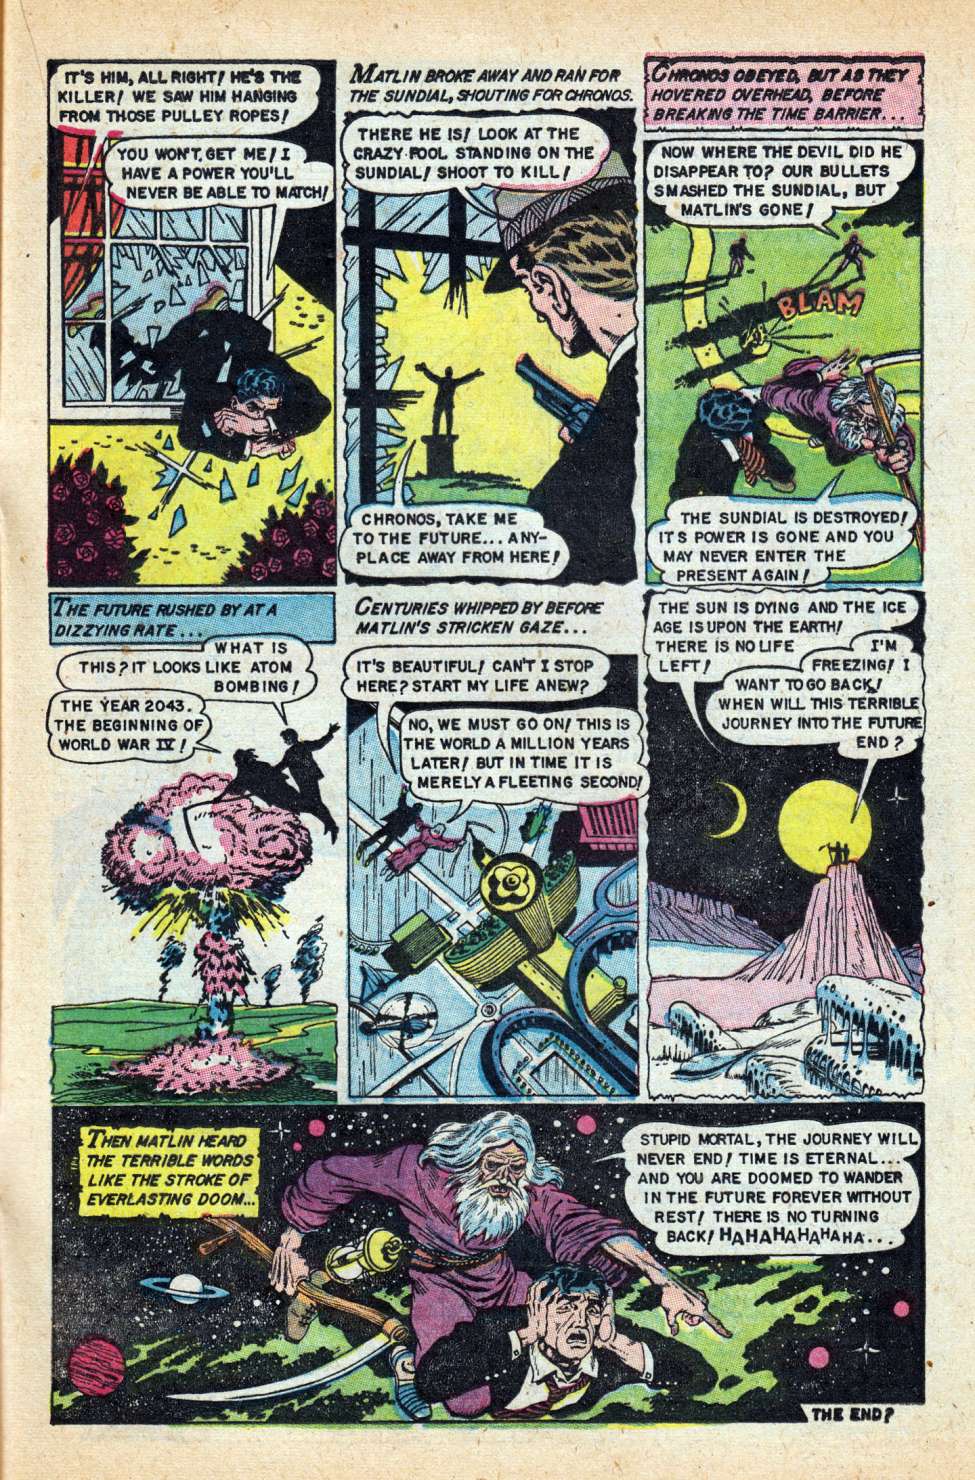 IT'S HIM, ALL RIGHT! HE'S THE
KILLER! WE SAW HIM HANGING
FROM THOSE PULLEY ROPES!
YOU WON'T, GET ME! I
HAVE A POWER YOU'LL
NEVER BE ABLE TO MATCH!
MATLIN BROKE AWAY AND RAN FOR
THE SUNDIAL, SHOUTING FOR CHRONOS.
THERE HE IS! LOOK AT THE
CRAZY FOOL STANDING ON THE
SUNDIAL! SHOOT TO KILL!
CHRONOS, TAKE ME
TO THE FUTURE... ANY-
PLACE AWAY FROM HERE!
CHRONOS OBEYED, BUT AS THEY
HOVERED OVERHEAD, BEFORE
BREAKING THE TIME BARRIER...
NOW WHERE THE DEVIL DID HE
DISAPPEAR TO? OUR BULLETS
SMASHED THE SUNDIAL, BUT
MATLIN'S GONE!
BLAM
THE SUNDIAL IS DESTROYED!
IT'S POWER IS GONE AND YOU
MAY NEVER ENTER THE
PRESENT AGAIN!
THE FUTURE RUSHED BY AT A
DIZZYING RATE...
WHAT IS
THIS? IT LOOKS LIKE ATOM
BOMBING!
THE YEAR 2043.
THE BEGINNING OF
WORLD WAR IV!
CENTURIES WHIPPED BY BEFORE
MATLIN'S STRICKEN GAZE...
IT'S BEAUTIFUL! CAN'T I STOP
HERE? START MY LIFE ANEW?
NO, WE MUST GO ON! THIS IS
THE WORLD A MILLION YEARS
LATER! BUT IN TIME IT IS
MERELY A FLEETING SECOND!
THE SUN IS DYING AND THE ICE
AGE IS UPON THE EARTH!
THERE IS NO LIFE
LEFT!
I'M
FREEZING! I
WANT TO GO BACK!
WHEN WILL THIS TERRIBLE
JOURNEY INTO THE FUTURE
END?
THEN MATLIN HEARD
THE TERRIBLE WORDS
LIKE THE STROKE OF
EVERLASTING DOOM...
STUPID MORTAL, THE JOURNEY WILL
NEVER END! TIME IS ETERNAL...
AND YOU ARE DOOMED TO WANDER
IN THE FUTURE FOREVER WITHOUT
REST! THERE IS NO TURNING
BACK! HAHAHAHAHAHA...
THE END?